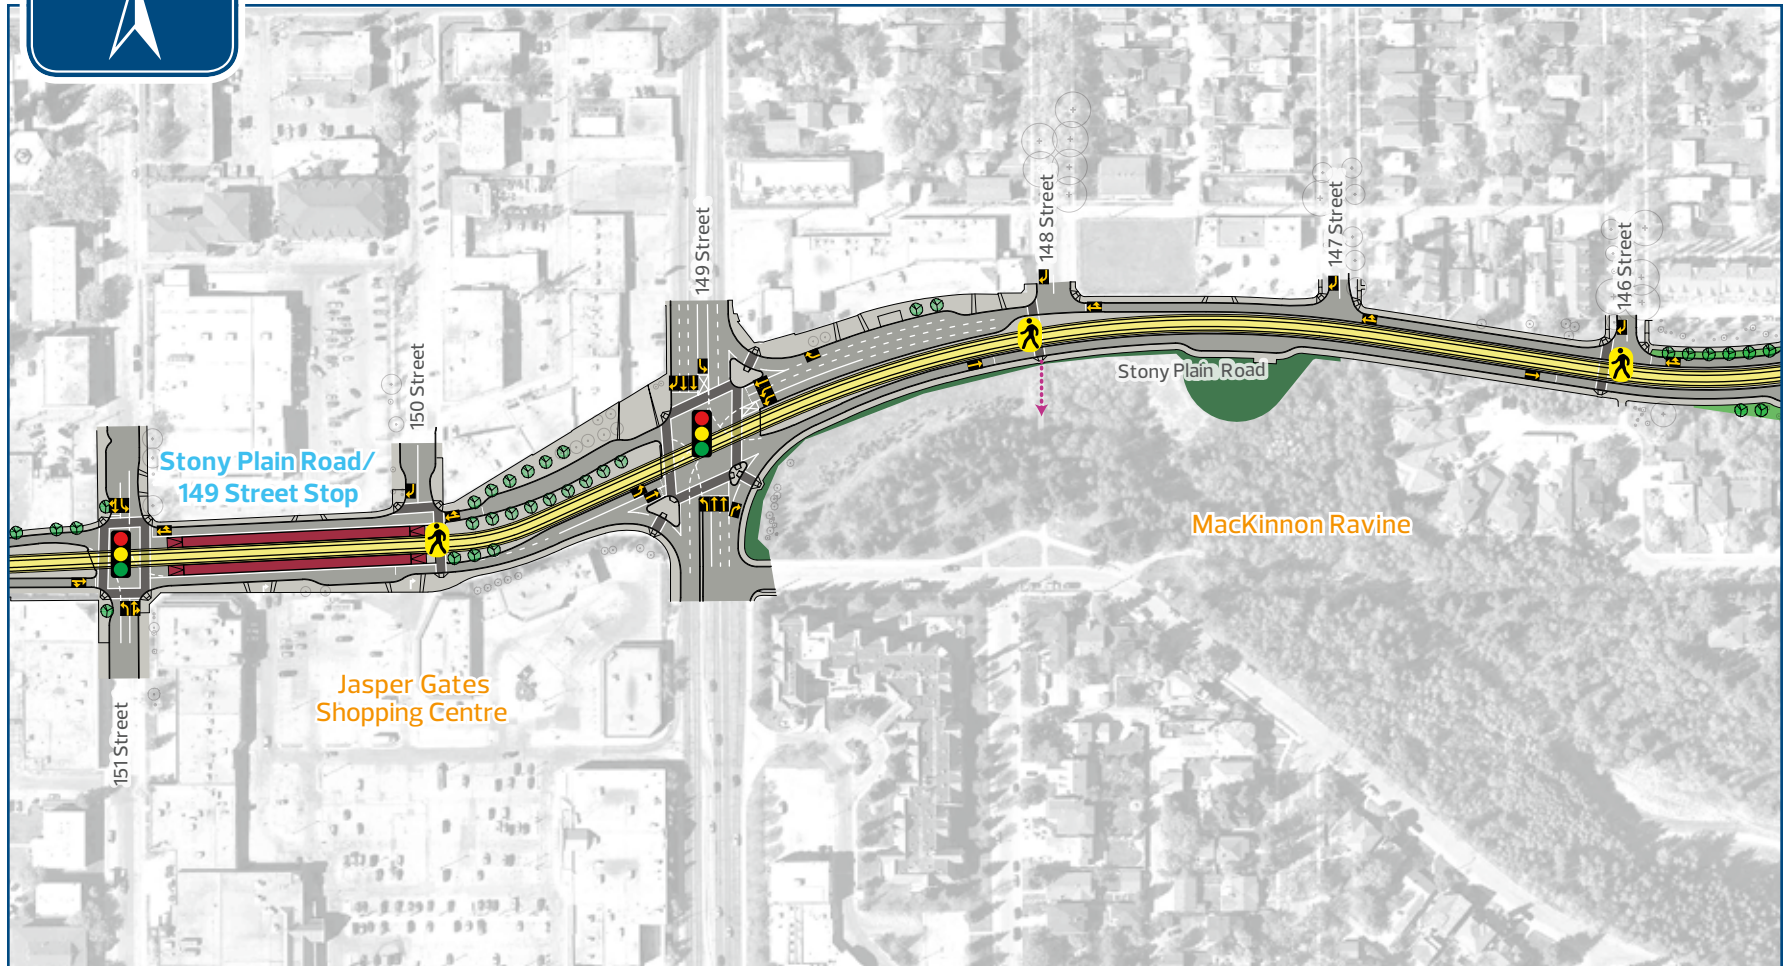 149 Street
148 Street
147 Street
146 Street
150 Street
Stony Plain Road
Stony Plain Road/
149 Street Stop
MacKinnon Ravine
Jasper Gates
Shopping Centre
151 Street